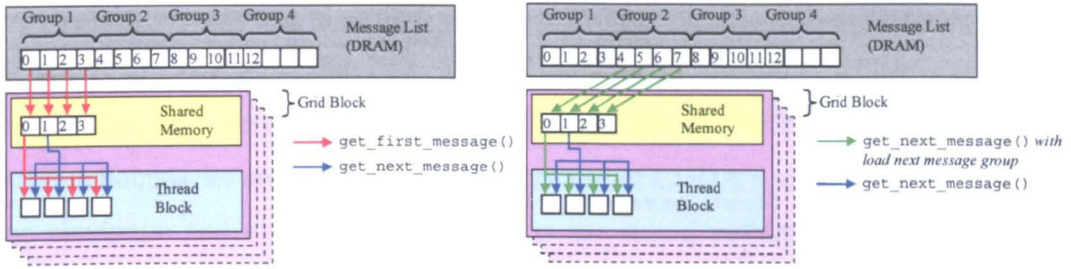 Group 1 Group 2 Group 3 Group 4
Message List
(DRAM)
0 1 2 3 4 5 6 7 8 9 10 11 12
Grid Block
Shared
Memory
0 1 2 3
get_first_message()
get_next_message()
Thread
Block
Group 1 Group 2 Group 3 Group 4
Message List
(DRAM)
0 1 2 3 4 5 6 7 8 9 10 11 12
Grid Block
Shared
Memory
0 1 2 3
get_next_message() with
load next message group
get_next_message()
Thread
Block